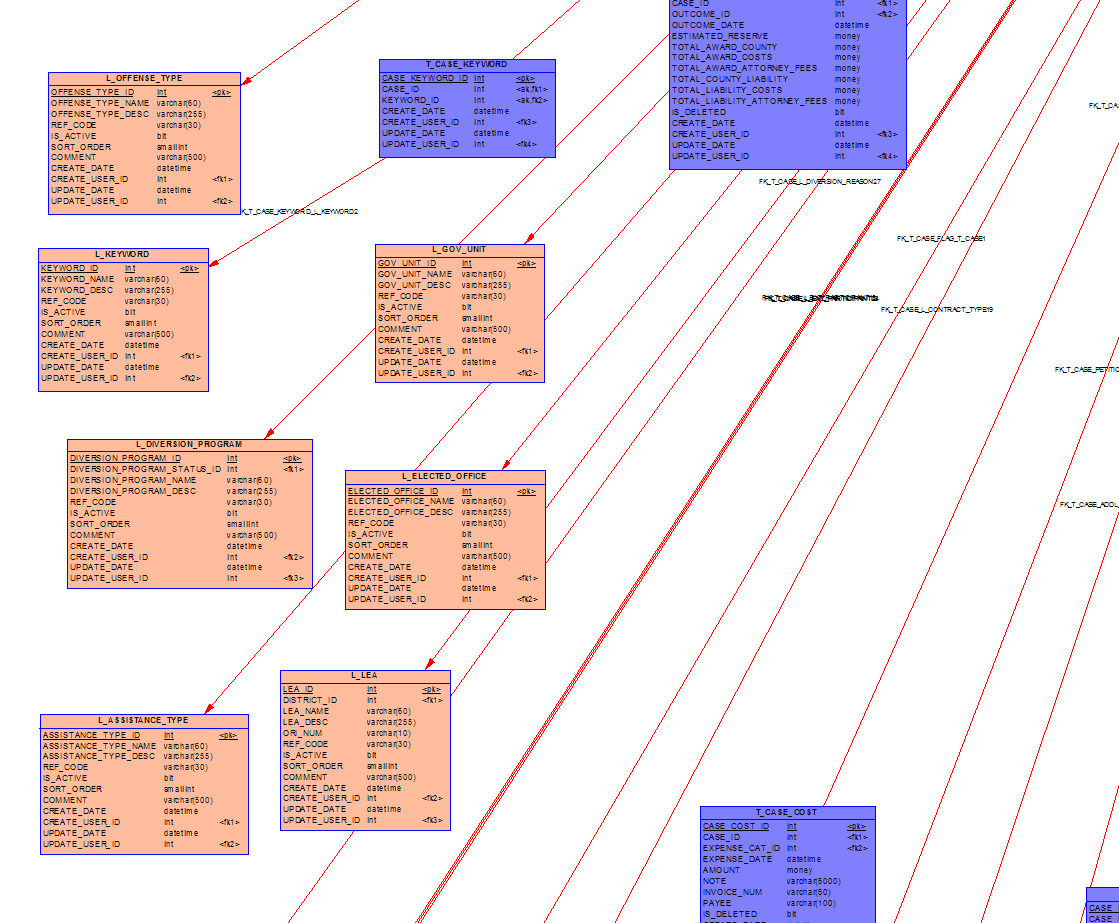 CASE_ID int <fk1>
OUTCOME_ID int <fk2>
OUTCOME_DATE datetime
ESTIMATED_RESERVE money
TOTAL_AWARD_COUNTY money
TOTAL_AWARD_COSTS money
TOTAL_AWARD_ATTORNEY_FEES money
TOTAL_COUNTY_LIABILITY money
TOTAL_LIABILITY_COSTS money
TOTAL_LIABILITY_ATTORNEY_FEES money
IS_DELETED bit
CREATE_DATE datetime
CREATE_USER_ID int <fk3>
UPDATE_DATE datetime
UPDATE_USER_ID int <fk4>
T_CASE_KEYWORD
CASE_KEYWORD_ID int <pk>
CASE_ID int <ak,fk1>
KEYWORD_ID int <ak,fk2>
CREATE_DATE datetime
CREATE_USER_ID int <fk3>
UPDATE_DATE datetime
UPDATE_USER_ID int <fk4>
L_OFFENSE_TYPE
OFFENSE_TYPE_ID int <pk>
OFFENSE_TYPE_NAME varchar(60)
OFFENSE_TYPE_DESC varchar(255)
REF_CODE varchar(30)
IS_ACTIVE bit
SORT_ORDER smallint
COMMENT varchar(500)
CREATE_DATE datetime
CREATE_USER_ID int <fk1>
UPDATE_DATE datetime
UPDATE_USER_ID int <fk2>
FK_T_CA
FK_T_CASE_L_DIVERSION_REASON27
K_T_CASE_KEYWORD_L_KEYWORD2
FK_T_CASE_FLAG_T_CASE1
L_KEYWORD
KEYWORD_ID int <pk>
KEYWORD_NAME varchar(60)
KEYWORD_DESC varchar(255)
REF_CODE varchar(30)
IS_ACTIVE bit
SORT_ORDER smallint
COMMENT varchar(500)
CREATE_DATE datetime
CREATE_USER_ID int <fk1>
UPDATE_DATE datetime
UPDATE_USER_ID int <fk2>
L_GOV_UNIT
GOV_UNIT_ID int <pk>
GOV_UNIT_NAME varchar(60)
GOV_UNIT_DESC varchar(255)
REF_CODE varchar(30)
IS_ACTIVE bit
SORT_ORDER smallint
COMMENT varchar(500)
CREATE_DATE datetime
CREATE_USER_ID int <fk1>
UPDATE_DATE datetime
UPDATE_USER_ID int <fk2>
FK_T_CASE_L_CONTRACT_TYPE19
FK_T_CASE_PETITIO
L_DIVERSION_PROGRAM
DIVERSION_PROGRAM_ID int <pk>
DIVERSION_PROGRAM_STATUS_ID int <fk1>
DIVERSION_PROGRAM_NAME varchar(60)
DIVERSION_PROGRAM_DESC varchar(255)
REF_CODE varchar(30)
IS_ACTIVE bit
SORT_ORDER smallint
COMMENT varchar(500)
CREATE_DATE datetime
CREATE_USER_ID int <fk2>
UPDATE_DATE datetime
UPDATE_USER_ID int <fk3>
L_ELECTED_OFFICE
ELECTED_OFFICE_ID int <pk>
ELECTED_OFFICE_NAME varchar(60)
ELECTED_OFFICE_DESC varchar(255)
REF_CODE varchar(30)
IS_ACTIVE bit
SORT_ORDER smallint
COMMENT varchar(500)
CREATE_DATE datetime
CREATE_USER_ID int <fk1>
UPDATE_DATE datetime
UPDATE_USER_ID int <fk2>
FK_T_CASE_ADDL_
L_LEA
LEA_ID int <pk>
DISTRICT_ID int <fk1>
LEA_NAME varchar(60)
LEA_DESC varchar(255)
ORI_NUM varchar(10)
REF_CODE varchar(30)
IS_ACTIVE bit
SORT_ORDER smallint
COMMENT varchar(500)
CREATE_DATE datetime
CREATE_USER_ID int <fk2>
UPDATE_DATE datetime
UPDATE_USER_ID int <fk3>
L_ASSISTANCE_TYPE
ASSISTANCE_TYPE_ID int <pk>
ASSISTANCE_TYPE_NAME varchar(60)
ASSISTANCE_TYPE_DESC varchar(255)
REF_CODE varchar(30)
IS_ACTIVE bit
SORT_ORDER smallint
COMMENT varchar(500)
CREATE_DATE datetime
CREATE_USER_ID int <fk1>
UPDATE_DATE datetime
UPDATE_USER_ID int <fk2>
T_CASE_COST
CASE_COST_ID int <pk>
CASE_ID int <fk1>
EXPENSE_CAT_ID int <fk2>
EXPENSE_DATE datetime
AMOUNT money
NOTE varchar(5000)
INVOICE_NUM varchar(50)
PAYEE varchar(100)
IS_DELETED bit
CASE_
CASE_